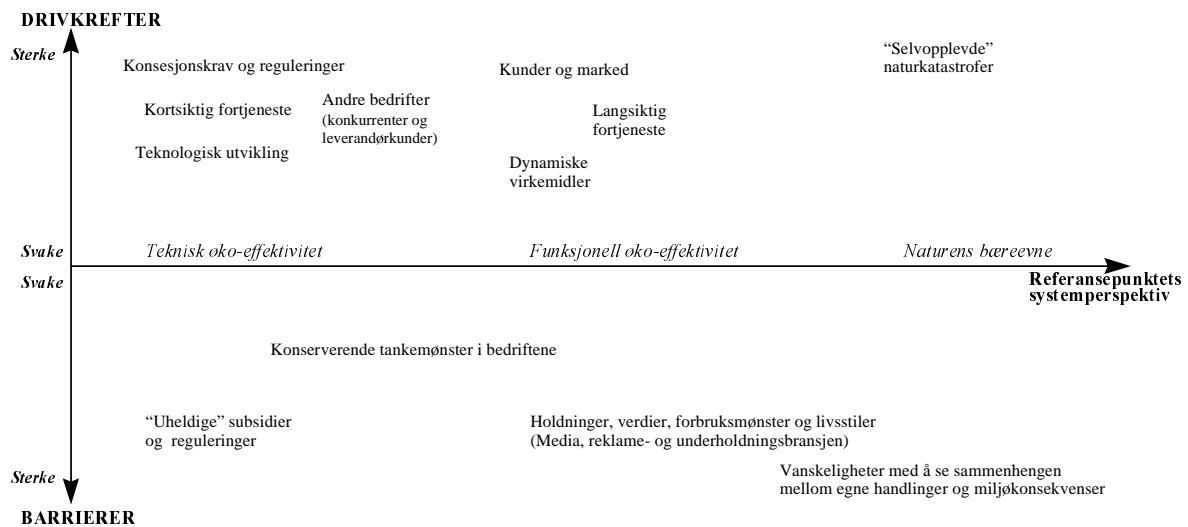 DRIVKREFTER
Sterke
Konsesjonskrav og reguleringer
Kunder og marked
“Selvopplevde”
naturkatastrofer
Kortsiktig fortjeneste
Andre bedrifter
(konkurrenter og
leverandørkunder)
Langsiktig
fortjeneste
Teknologisk utvikling
Dynamiske
virkemidler
Svake
Teknisk øko-effektivitet
Funksjonell øko-effektivitet
Naturens bæreevne
Svake
Referansepunktets
systemperspektiv
Konserverende tankemønster i bedriftene
“Uheldige” subsidier
og reguleringer
Holdninger, verdier, forbruksmønster og livsstiler
(Media, reklame- og underholdningsbransjen)
Vanskeligheter med å se sammenhengen
mellom egne handlinger og miljøkonsekvenser
Sterke
BARRIERER